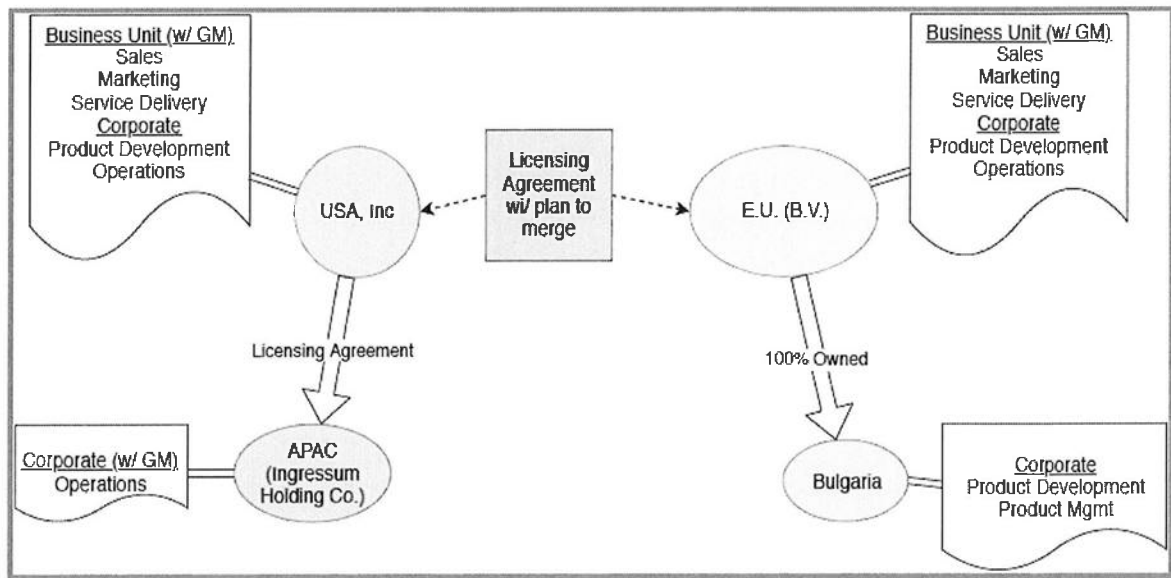 Business Unit (w/ GM)
Sales
Marketing
Service Delivery
Corporate
Product Development
Operations
USA, Inc
Licensing
Agreement
wi/ plan to
merge
E.U. (B.V.)
Business Unit (w/ GM)
Sales
Marketing
Service Delivery
Corporate
Product Development
Operations
Licensing Agreement
100% Owned
Corporate (w/ GM)
Operations
APAC
(Ingressum
Holding Co.)
Bulgaria
Corporate
Product Development
Product Mgmt